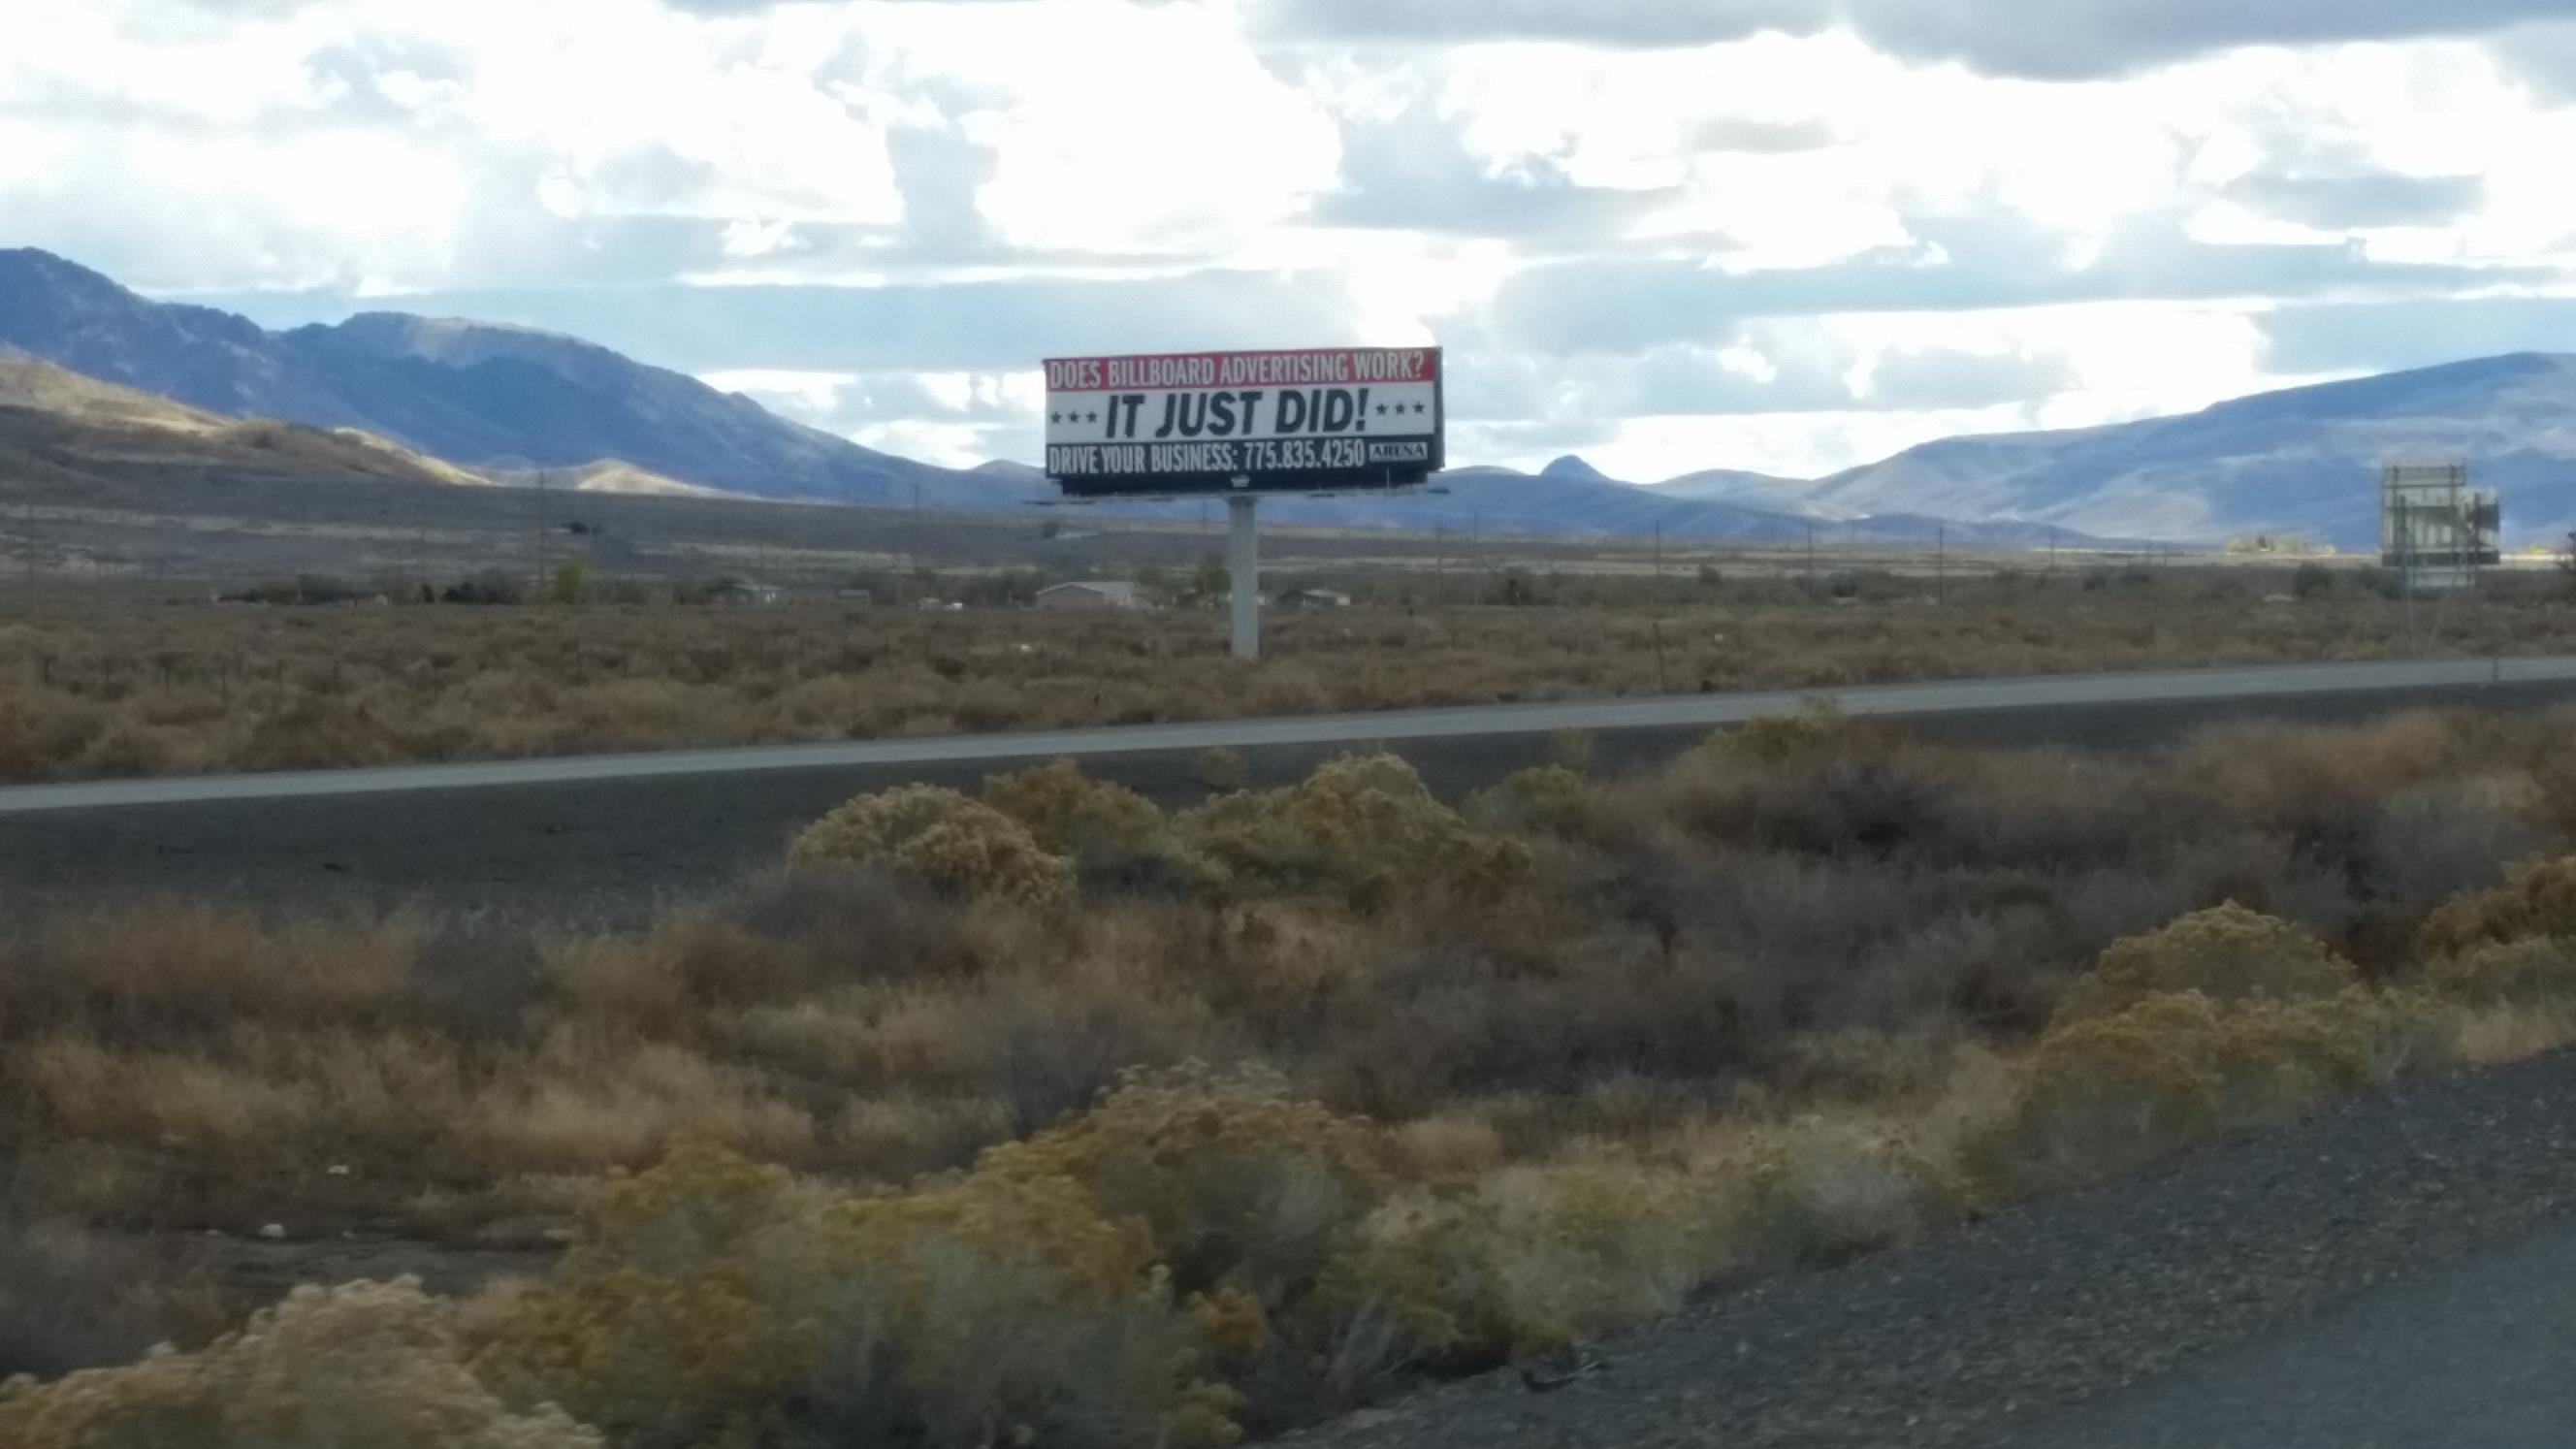 DOES BILLBOARD ADVERTISING WORK?
IT JUST DID!
DRIVE YOUR BUSINESS: 775.835.4250 ARENA